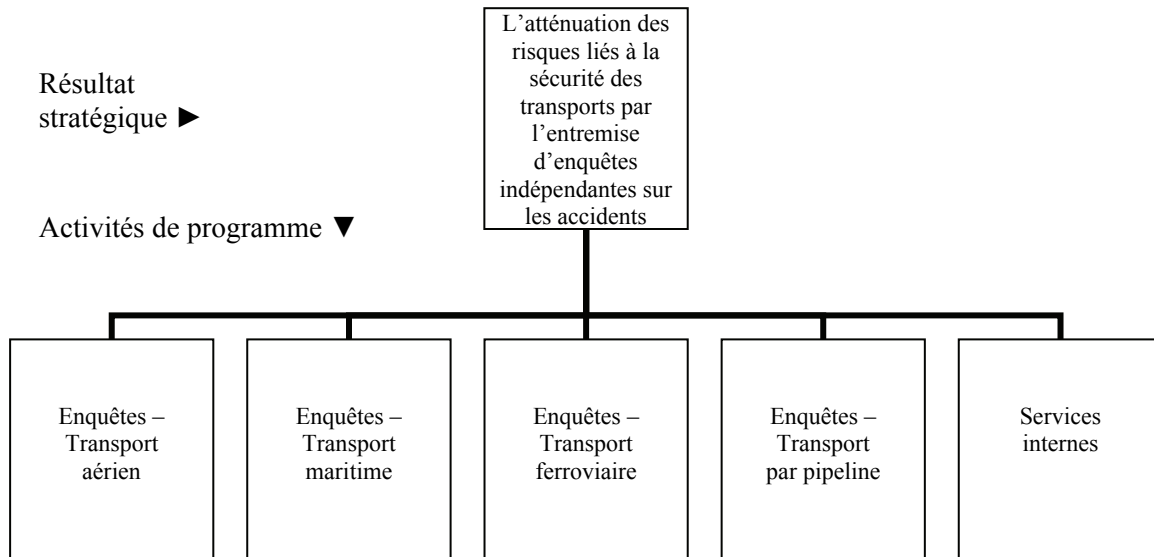 Résultat
stratégique ►
L’atténuation des
risques liés à la
sécurité des
transports par
l’entremise
d’enquêtes
indépendantes sur
les accidents
Activités de programme ▼
Enquêtes –
Transport
aérien
Enquêtes –
Transport
maritime
Enquêtes –
Transport
ferroviaire
Enquêtes –
Transport
par pipeline
Services
internes